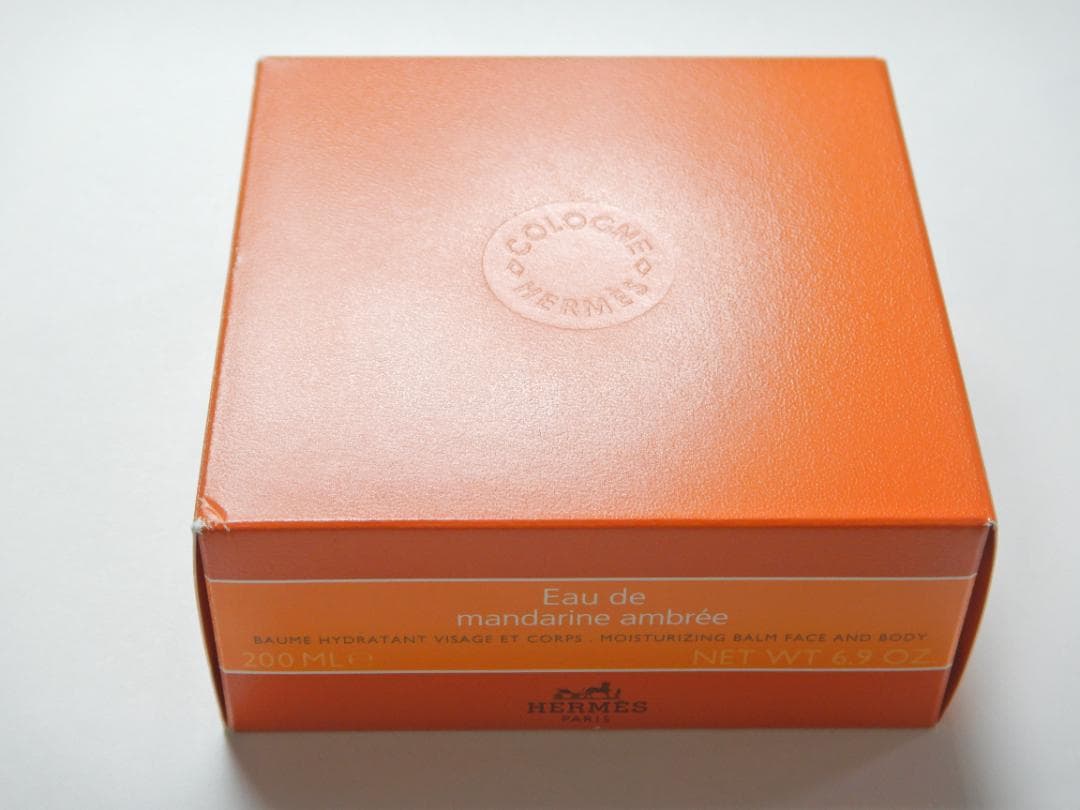 COLOGNE
HERMÈS
Eau de
mandarine ambrée
BAUME HYDRATANT VISAGE ET CORPS . MOISTURIZING BALM FACE AND BODY
200 ML ℮ NET WT 6.9 OZ
HERMÈS
PARIS